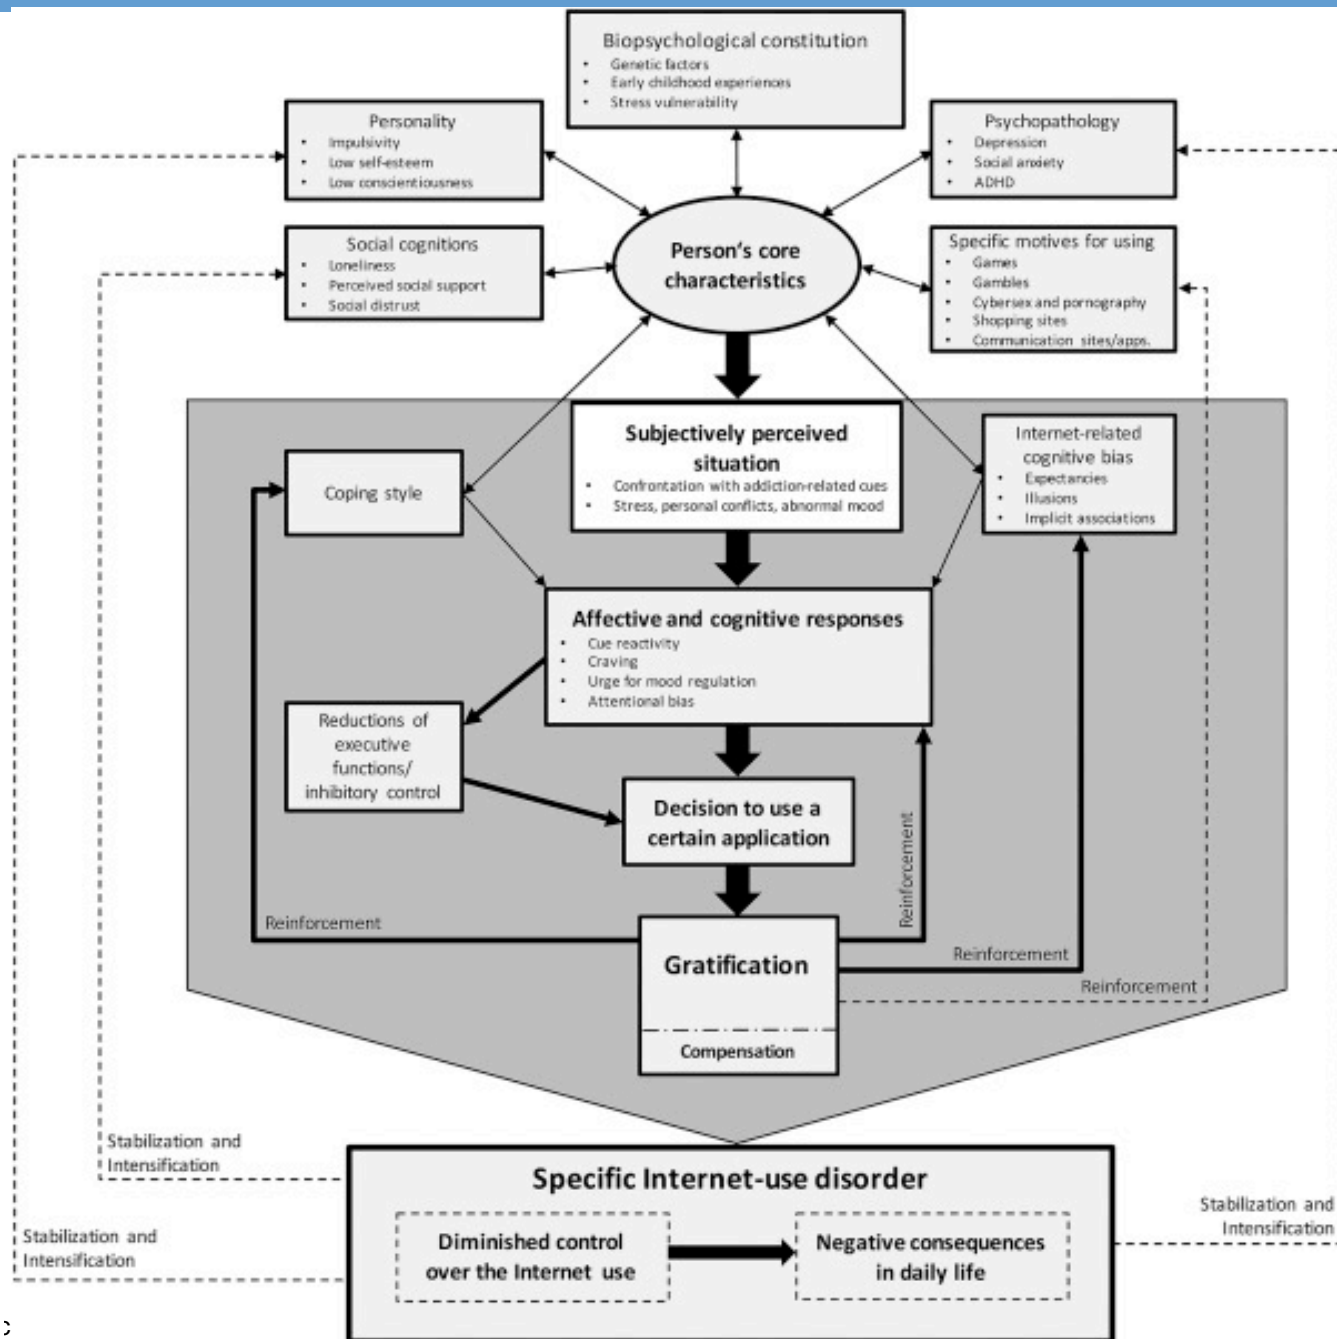 Biopsychological constitution
• Genetic factors
• Early childhood experiences
• Stress vulnerability
Personality
• Impulsivity
• Low self-esteem
• Low conscientiousness
Psychopathology
• Depression
• Social anxiety
• ADHD
Social cognitions
• Loneliness
• Perceived social support
• Social distrust
Person's core
characteristics
Specific motives for using
• Games
• Gambles
• Cybersex and pornography
• Shopping sites
• Communication sites/apps.
Subjectively perceived
situation
• Confrontation with addiction-related cues
• Stress, personal conflicts, abnormal mood
Internet-related
cognitive bias
• Expectancies
• Illusions
• Implicit associations
Coping style
Affective and cognitive responses
• Cue reactivity
• Craving
• Urge for mood regulation
• Attentional bias
Reductions of
executive
functions/
inhibitory control
Decision to use a
certain application
Reinforcement
Reinforcement
Gratification
Reinforcement
Reinforcement
Compensation
Stabilization and
Intensification
Specific Internet-use disorder
Stabilization and
Intensification
Stabilization and
Intensification
Diminished control
over the Internet use
Negative consequences
in daily life